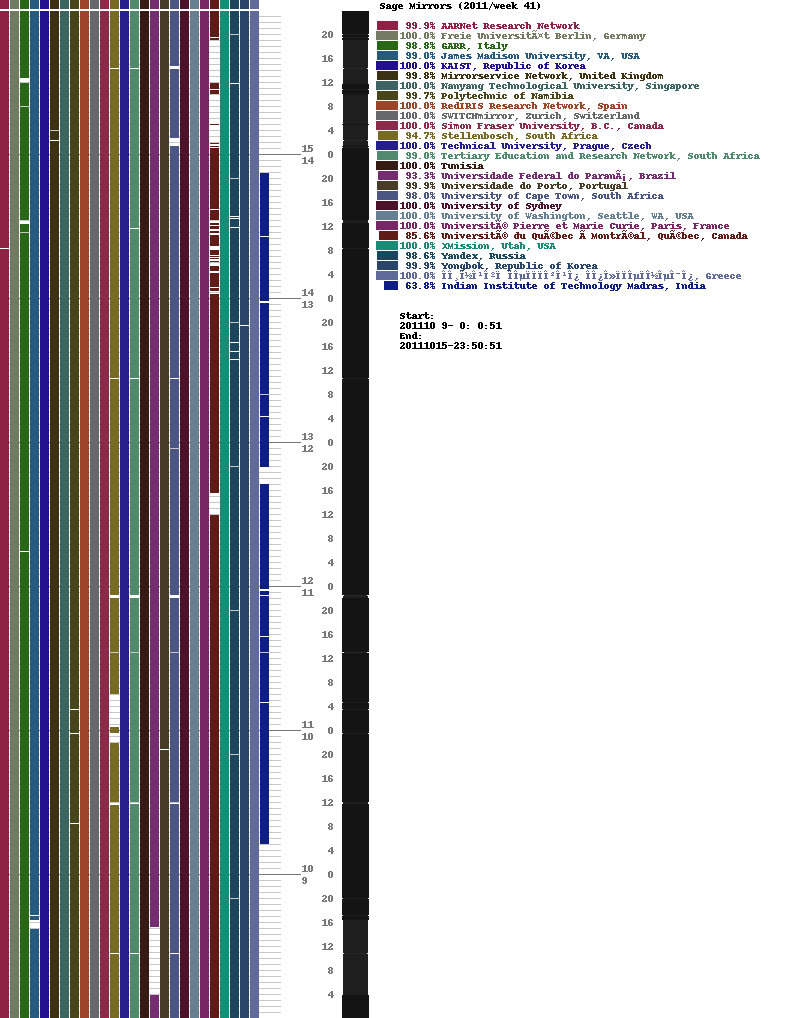 Sage Mirrors (2011/week 41)
99.9% AARNet Research Network
100.0% Freie UniversitÃ¤t Berlin, Germany
98.8% GARR, Italy
99.0% James Madison University, VA, USA
100.0% KAIST, Republic of Korea
99.8% Mirrorservice Network, United Kingdom
100.0% Nanyang Technological University, Singapore
99.7% Polytechnic of Namibia
100.0% RedIRIS Research Network, Spain
100.0% SWITCHmirror, Zurich, Switzerland
100.0% Simon Fraser University, B.C., Canada
94.7% Stellenbosch, South Africa
100.0% Technical University, Prague, Czech
99.0% Tertiary Education and Research Network, South Africa
100.0% Tunisia
93.3% Universidade Federal do ParanÃ¡, Brazil
99.9% Universidade do Porto, Portugal
98.0% University of Cape Town, South Africa
100.0% University of Sydney
100.0% University of Washington, Seattle, WA, USA
100.0% UniversitÃ© Pierre et Marie Curie, Paris, France
85.6% UniversitÃ© du QuÃ©bec Ã MontrÃ©al, QuÃ©bec, Canada
100.0% XMission, Utah, USA
98.6% Yandex, Russia
99.9% Yongbok, Republic of Korea
100.0% Greece
63.8% Indian Institute of Technology Madras, India
Start:
201110 9- 0: 0:51
End:
20111015-23:50:51
20
16
12
8
4
15
0
14
20
16
12
8
4
14
0
13
20
16
12
8
4
13
0
12
20
16
12
8
4
12
0
11
20
16
12
8
4
11
0
10
20
16
12
8
4
10
0
9
20
16
12
8
4